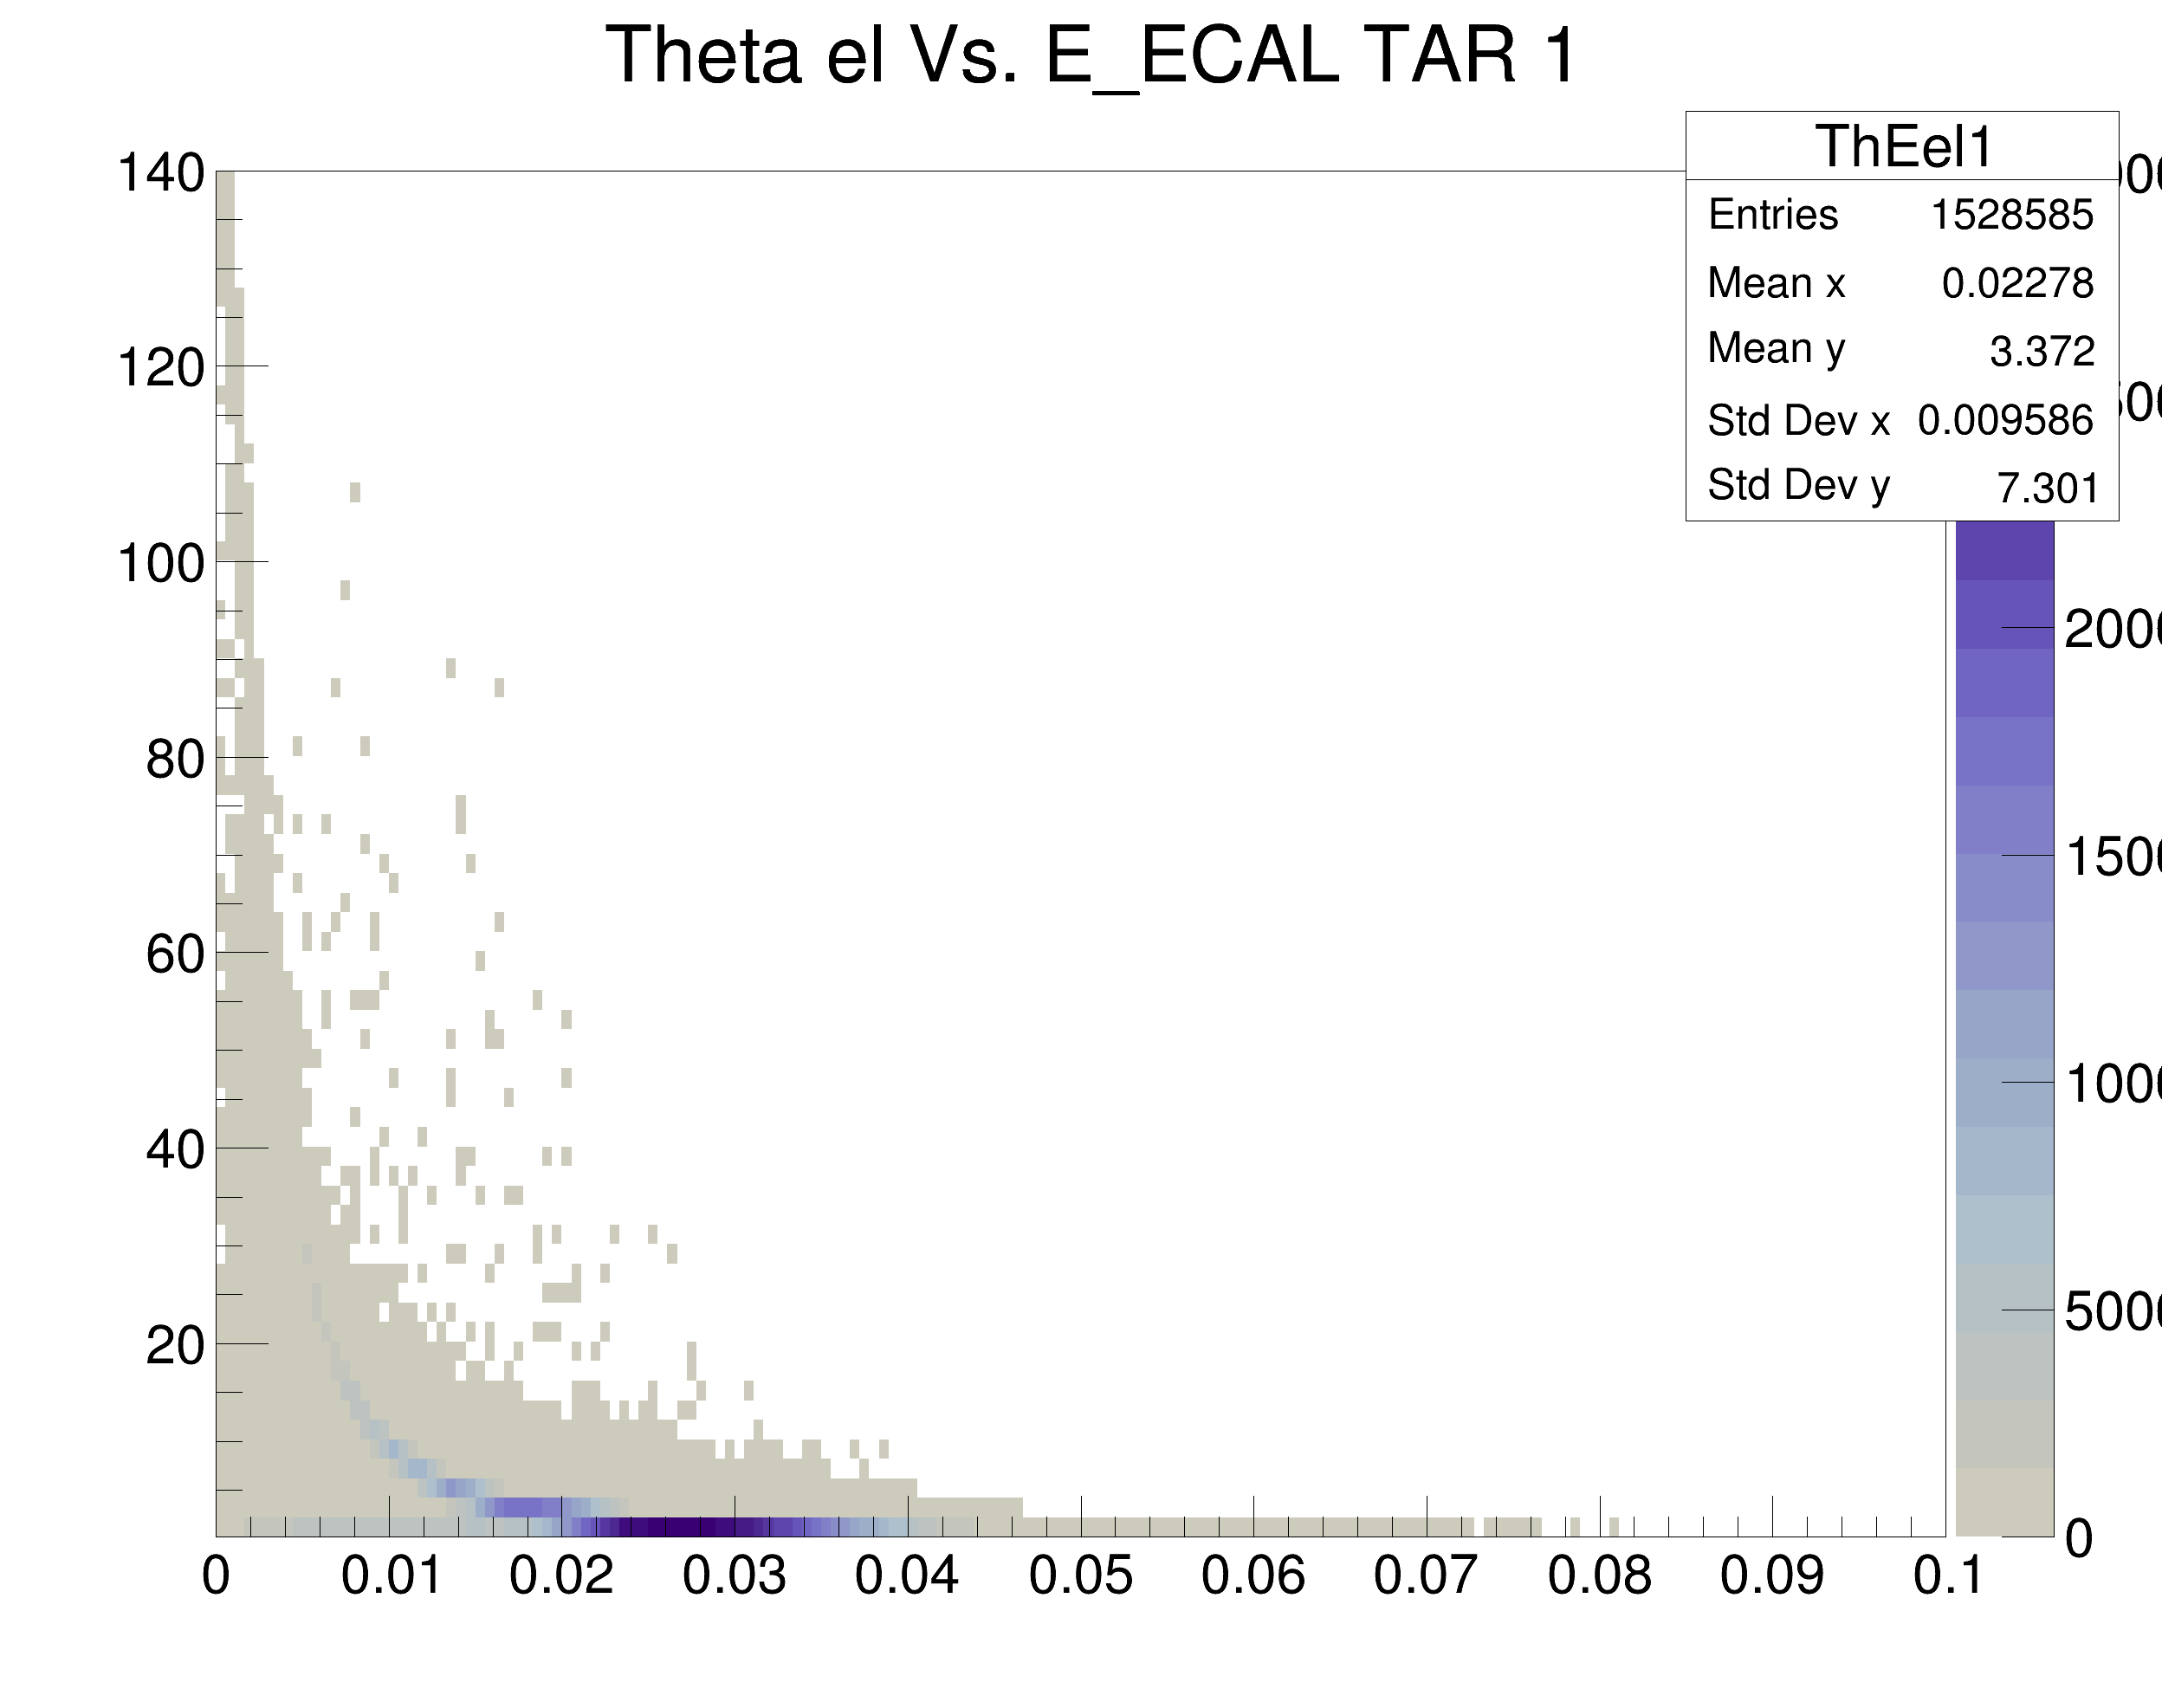 Theta el Vs. E_ECAL TAR 1
ThEel1
Entries 1528585
Mean x 0.02278
Mean y 3.372
Std Dev x 0.009586
Std Dev y 7.301
140
120
100
80
60
40
20
0 0.01 0.02 0.03 0.04 0.05 0.06 0.07 0.08 0.09 0.1
0